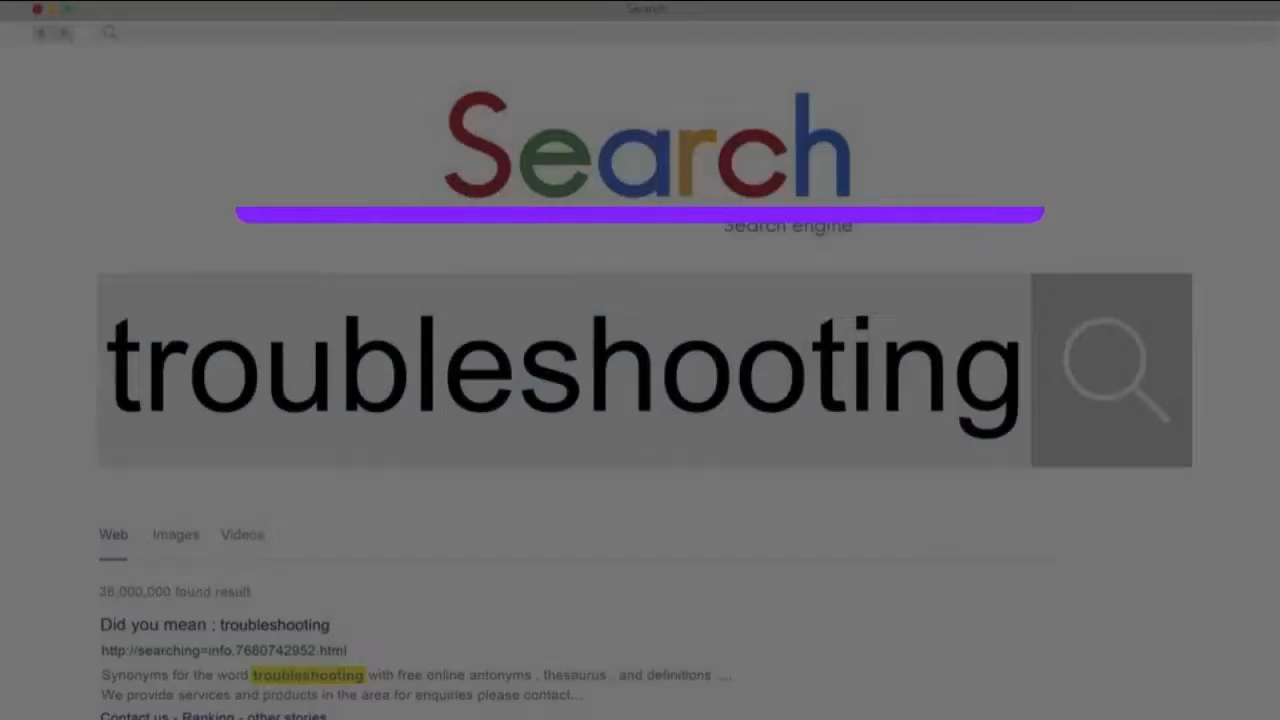 Search
Search
Search engine
troubleshooting
Web Images Videos
36,000,000 found result
Did you mean : troubleshooting
http://searching=info.7680742952.html
Synonyms for the word troubleshooting with free online antonyms , thesaurus , and definitions ....
We provide services and products in the area for enquiries please contact...
Contact us - Ranking - other stories